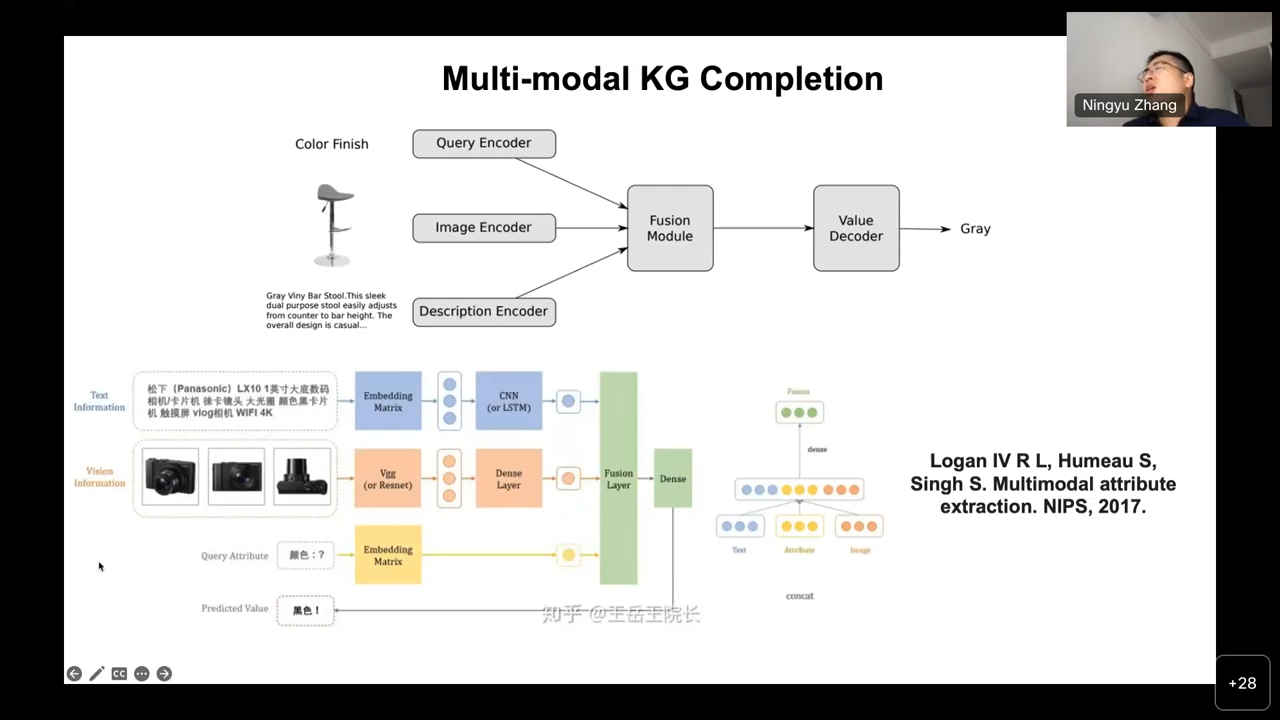 Multi-modal KG Completion
Ningyu Zhang
Color Finish
Query Encoder
Image Encoder
Fusion
Module
Value
Decoder
Gray
Gray Viny Bar Stool.This sleek
dual purpose stool easily adjusts
from counter to bar height. The
overall design is casual...
Description Encoder
Text
Information
松下（Panasonic）LX10 1英寸大底数码
相机/卡片机 徕卡镜头 大光圈 颜色黑卡片
机 触摸屏 vlog相机 WIFI 4K
Embedding
Matrix
CNN
(or LSTM)
Vision
Information
Vgg
(or Resnet)
Dense
Layer
Fusion
Layer
Dense
Query Attribute
颜色：?
Embedding
Matrix
Predicted Value
黑色！
知乎 @王岳王院长
Fusion
dense
Text
Attribute
Image
concat
Logan IV R L, Humeau S,
Singh S. Multimodal attribute
extraction. NIPS, 2017.
CC
+28